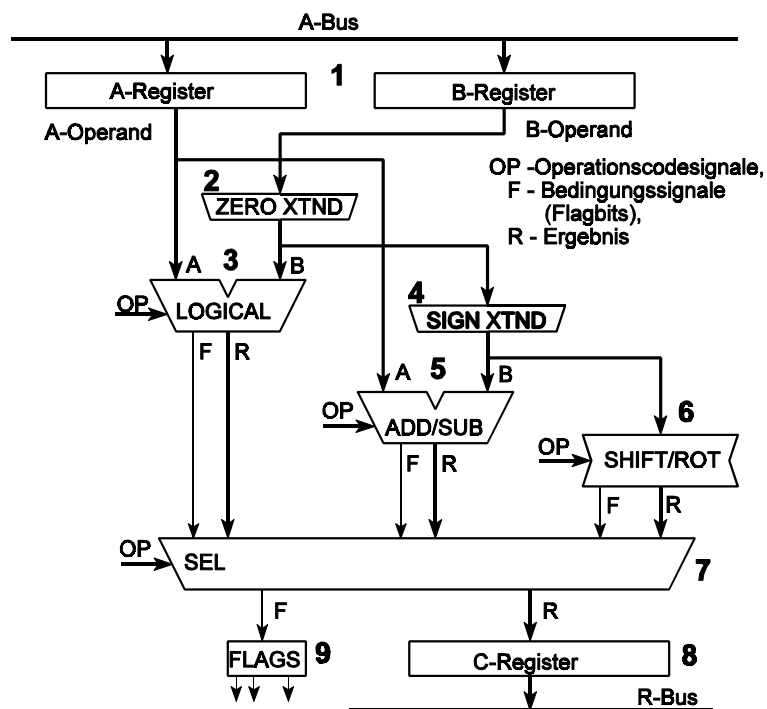 A-Bus
A-Register
1
B-Register
A-Operand
B-Operand
OP -Operationscodesignale,
F - Bedingungssignale
(Flagbits),
R - Ergebnis
2
ZERO XTND
3
A
B
OP
LOGICAL
4
SIGN XTND
F
R
5
A
B
OP
ADD/SUB
6
OP
SHIFT/ROT
F
R
F
R
OP
SEL
7
F
R
FLAGS
9
C-Register
8
R-Bus